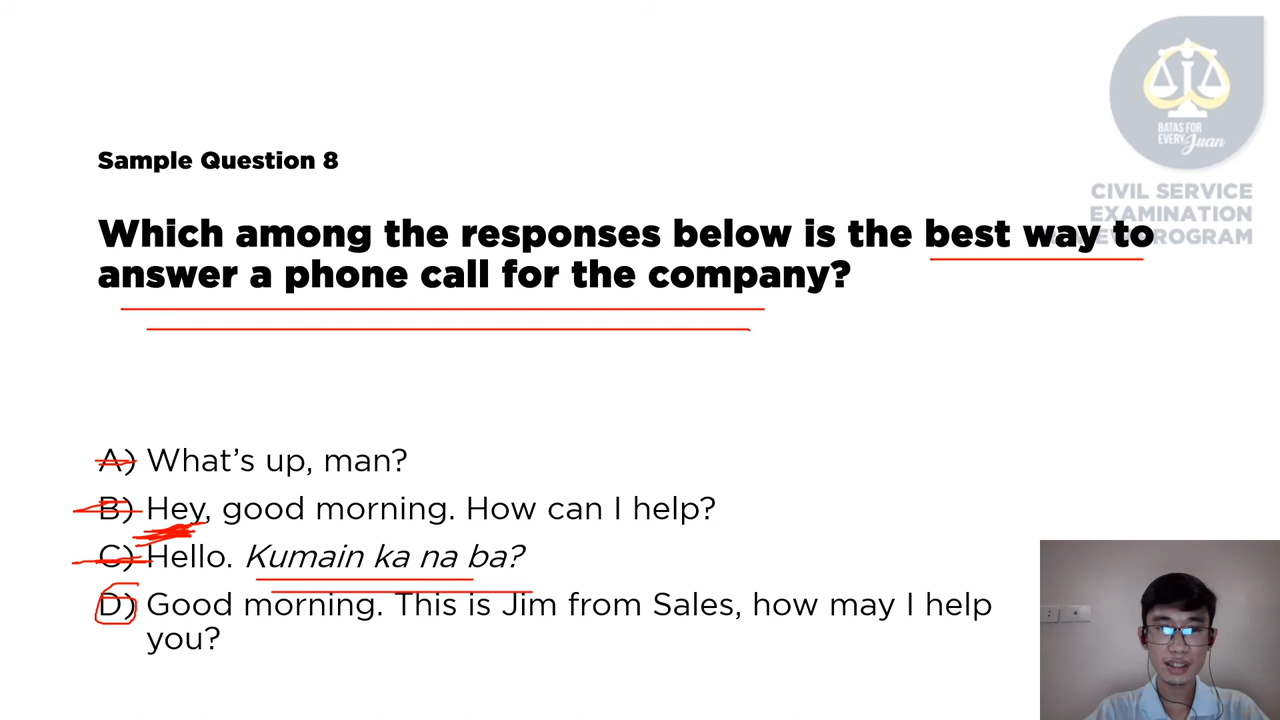 BATAS FOR
EVERY Juan
CIVIL SERVICE
EXAMINATION
PROGRAM
Sample Question 8
Which among the responses below is the best way to
answer a phone call for the company?
A) What's up, man?
B) Hey, good morning. How can I help?
C) Hello. Kumain ka na ba?
D) Good morning. This is Jim from Sales, how may I help
you?